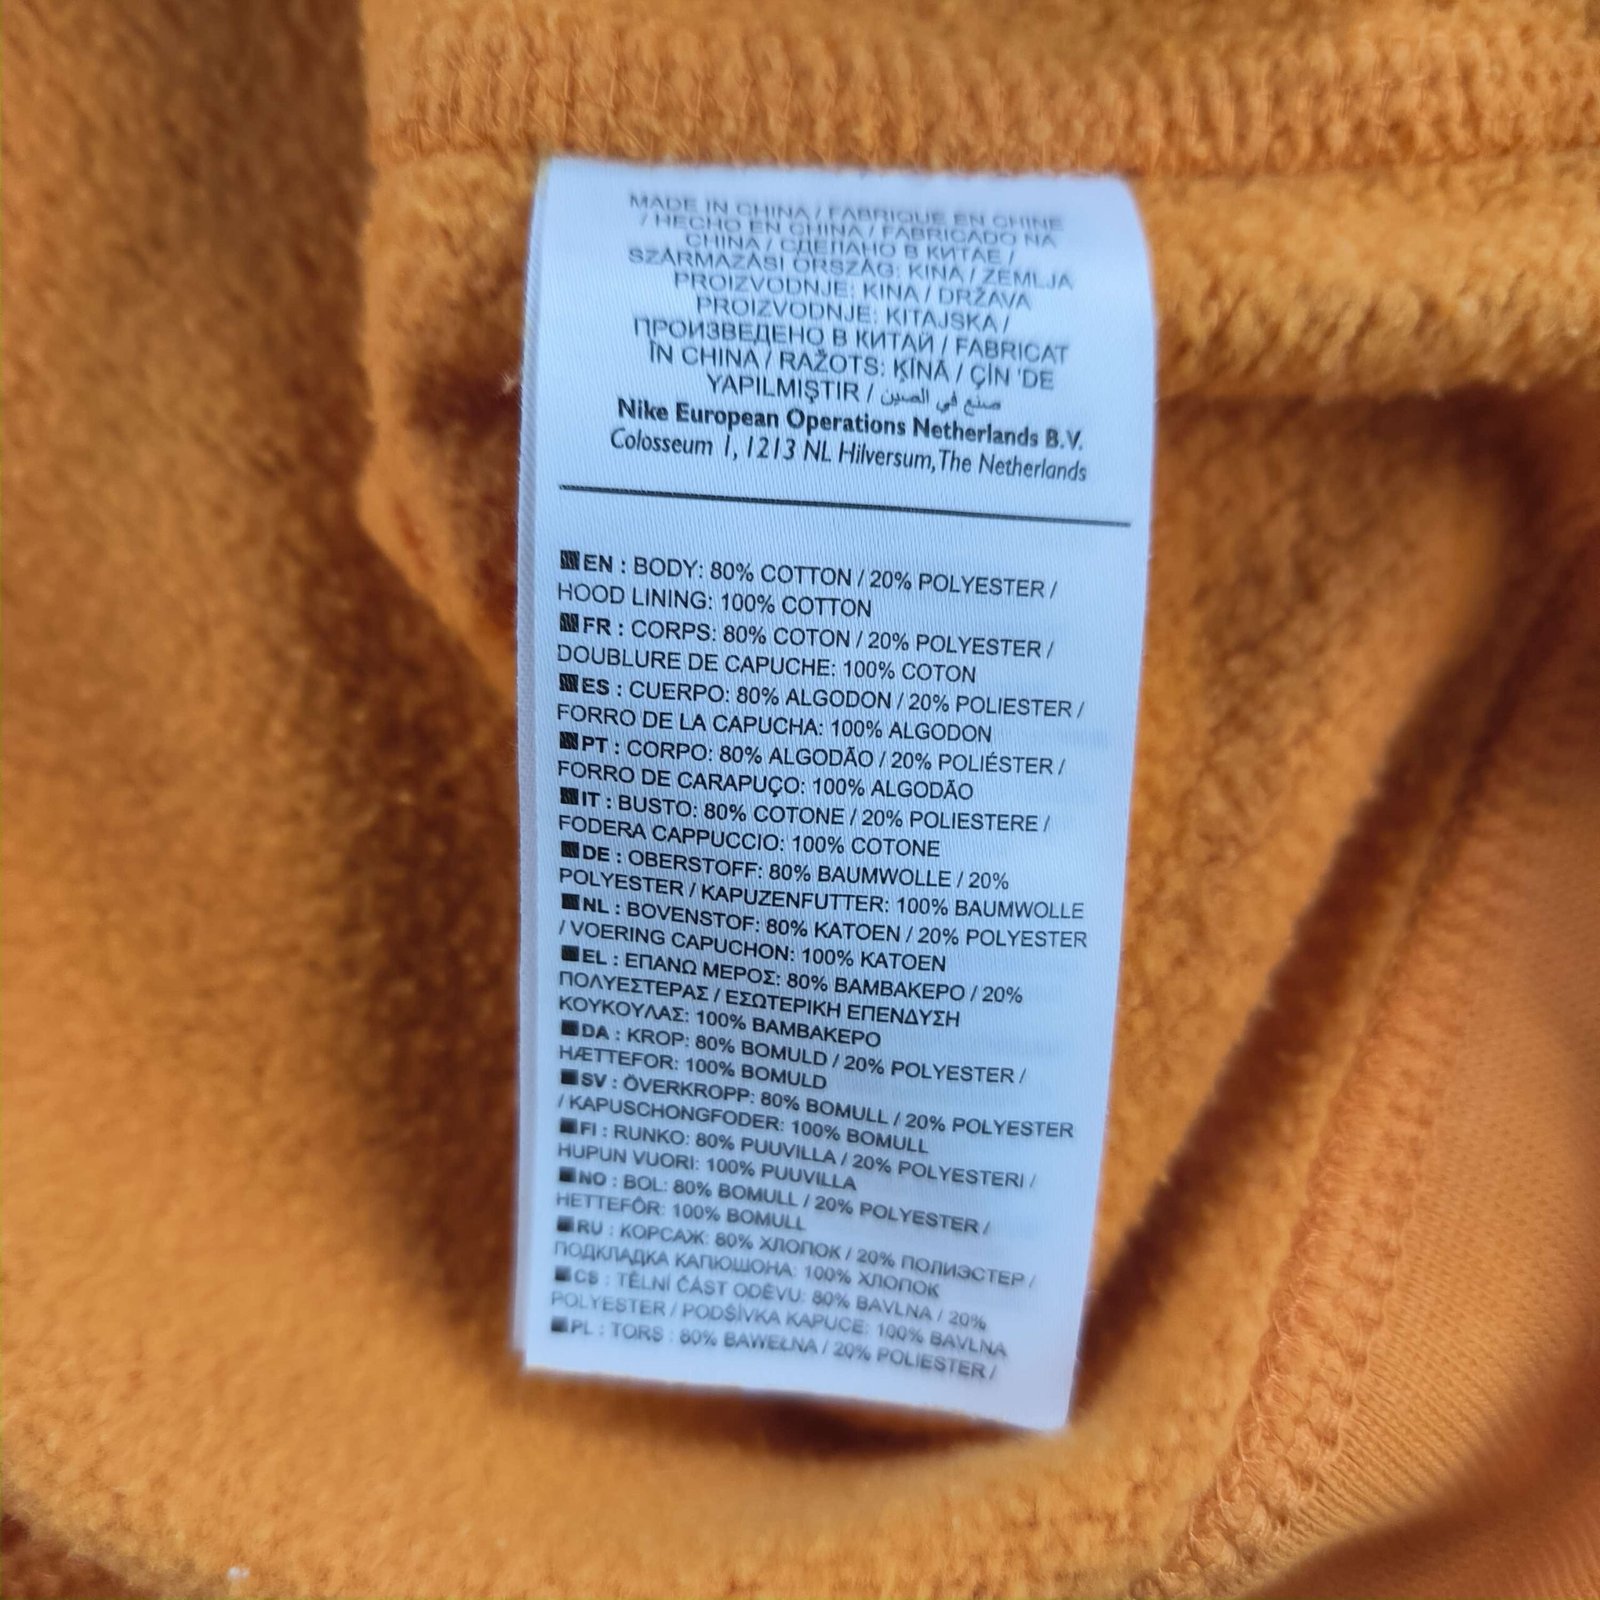 MADE IN CHINA / FABRIQUÉ EN CHINE
/ HECHO EN CHINA / FABRICADO NA
CHINA / СДЕЛАНО В КИТАЕ /
SZÁRMAZÁSI ORSZÁG: KÍNA / ZEMLJA
PROIZVODNJE: KINA / DRŽAVA
PROIZVODNJE: KITAJSKA /
ПРОИЗВЕДЕНО В КИТАЙ / FABRICAT
ÎN CHINA / RAŽOTS: ĶĪNĀ / ÇİN 'DE
YAPILMIŞTIR / صنع في الصين
Nike European Operations Netherlands B.V.
Colosseum 1, 1213 NL Hilversum, The Netherlands
EN : BODY: 80% COTTON / 20% POLYESTER /
HOOD LINING: 100% COTTON
FR : CORPS: 80% COTON / 20% POLYESTER /
DOUBLURE DE CAPUCHE: 100% COTON
ES : CUERPO: 80% ALGODON / 20% POLIESTER /
FORRO DE LA CAPUCHA: 100% ALGODON
PT : CORPO: 80% ALGODÃO / 20% POLIÉSTER /
FORRO DE CARAPUÇO: 100% ALGODÃO
IT : BUSTO: 80% COTONE / 20% POLIESTERE /
FODERA CAPPUCCIO: 100% COTONE
DE : OBERSTOFF: 80% BAUMWOLLE / 20%
POLYESTER / KAPUZENFUTTER: 100% BAUMWOLLE
NL : BOVENSTOF: 80% KATOEN / 20% POLYESTER
/ VOERING CAPUCHON: 100% KATOEN
EL : ΕΠΑΝΩ ΜΕΡΟΣ: 80% ΒΑΜΒΑΚΕΡΟ / 20%
ΠΟΛΥΕΣΤΕΡΑΣ / ΕΣΩΤΕΡΙΚΗ ΕΠΕΝΔΥΣΗ
ΚΟΥΚΟΥΛΑΣ: 100% ΒΑΜΒΑΚΕΡΟ
DA : KROP: 80% BOMULD / 20% POLYESTER /
HÆTTEFOR: 100% BOMULD
SV : ÖVERKROPP: 80% BOMULL / 20% POLYESTER
/ KAPUSCHONGFODER: 100% BOMULL
FI : RUNKO: 80% PUUVILLA / 20% POLYESTERI /
HUPUN VUORI: 100% PUUVILLA
NO : BOL: 80% BOMULL / 20% POLYESTER /
HETTEFÔR: 100% BOMULL
RU : КОРСАЖ: 80% ХЛОПОК / 20% ПОЛИЭСТЕР /
ПОДКЛАДКА КАПЮШОНА: 100% ХЛОПОК
CS : TĚLNÍ ČÁST ODĚVU: 80% BAVLNA / 20%
POLYESTER / PODŠÍVKA KAPUCE: 100% BAVLNA
PL : TORS : 80% BAWEŁNA / 20% POLIESTER /